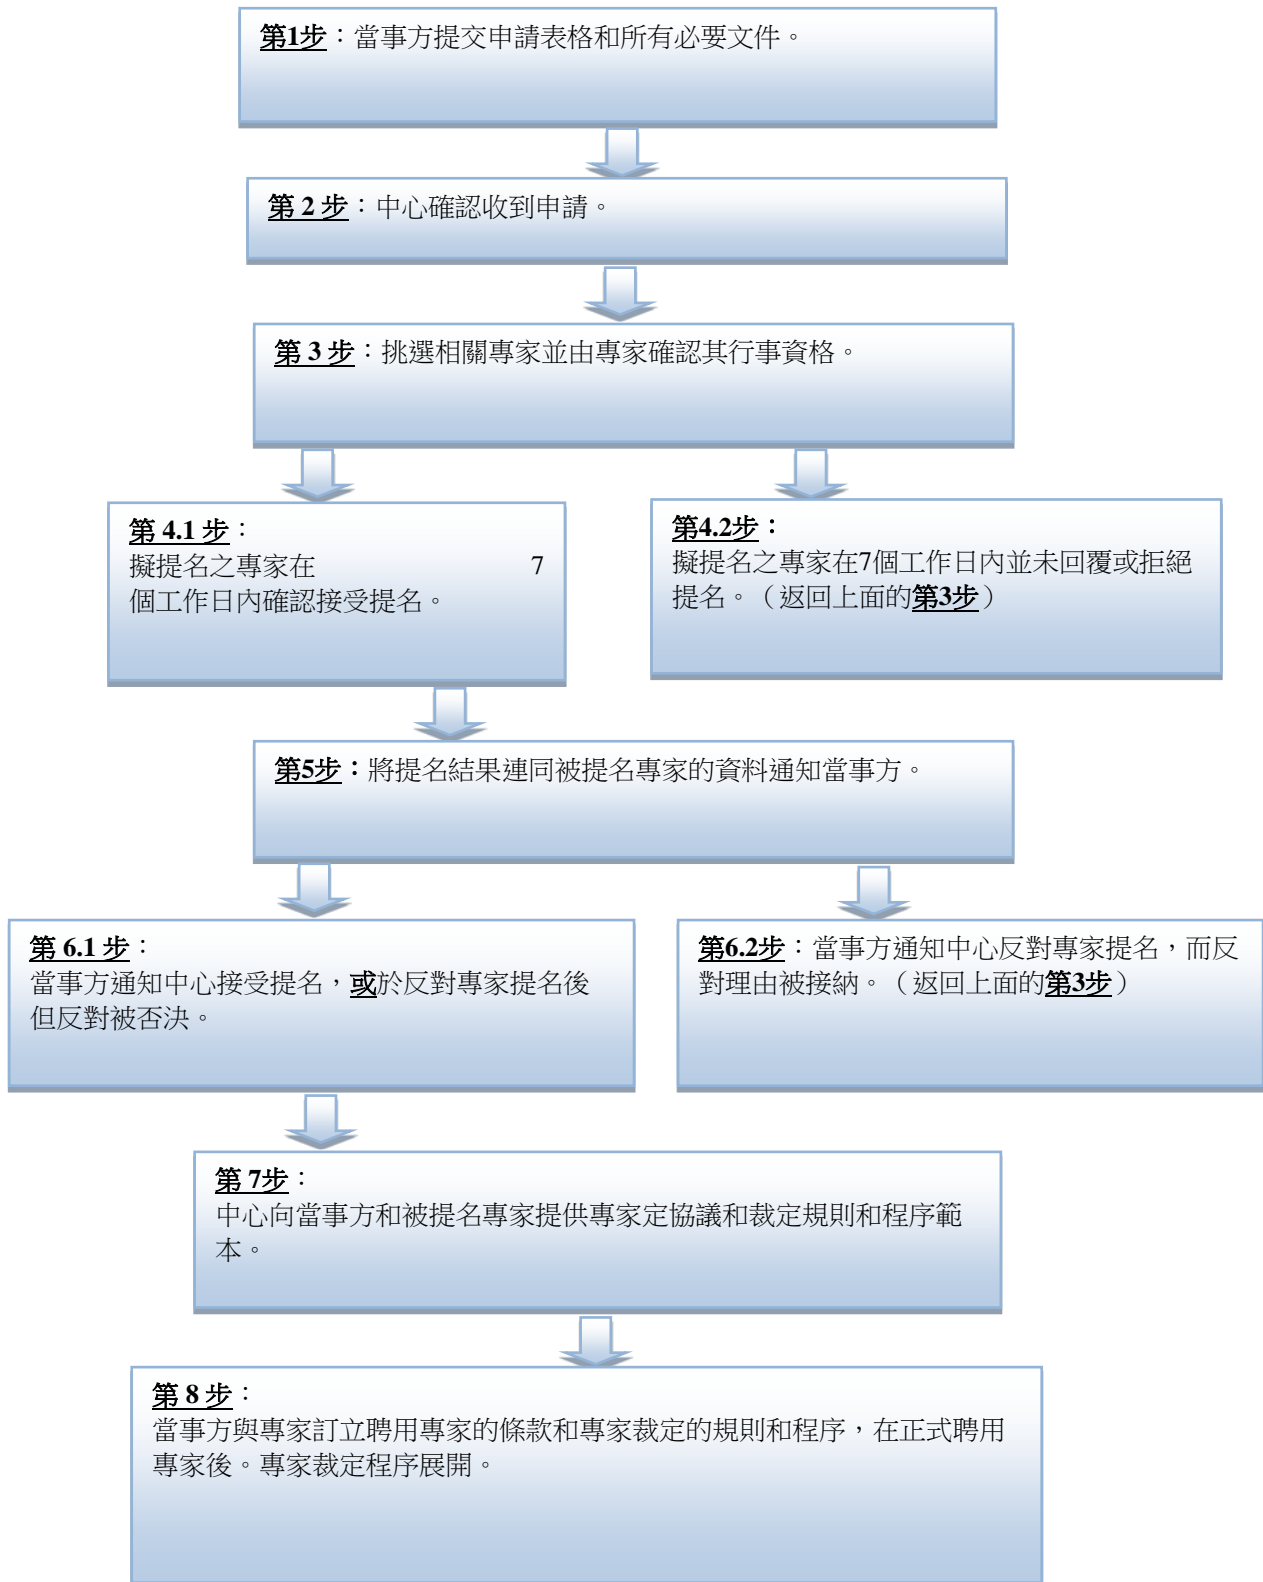 第1步：當事方提交申請表格和所有必要文件。
第 2 步：中心確認收到申請。
第 3 步：挑選相關專家並由專家確認其行事資格。
第 4.1 步：
擬提名之專家在 7
個工作日內確認接受提名。
第4.2步：
擬提名之專家在7個工作日內並未回覆或拒絕
提名。（返回上面的第3步）
第5步：將提名結果連同被提名專家的資料通知當事方。
第 6.1 步：
當事方通知中心接受提名，或於反對專家提名後
但反對被否決。
第6.2步：當事方通知中心反對專家提名，而反
對理由被接納。（返回上面的第3步）
第 7步：
中心向當事方和被提名專家提供專家定協議和裁定規則和程序範
本。
第 8 步：
當事方與專家訂立聘用專家的條款和專家裁定的規則和程序，在正式聘用
專家後。專家裁定程序展開。